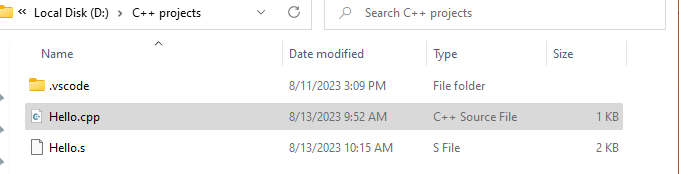 « Local Disk (D:) > C++ projects
Search C++ projects
Name Date modified Type Size
.vscode 8/11/2023 3:09 PM File folder
Hello.cpp 8/13/2023 9:52 AM C++ Source File 1 KB
Hello.s 8/13/2023 10:15 AM S File 2 KB